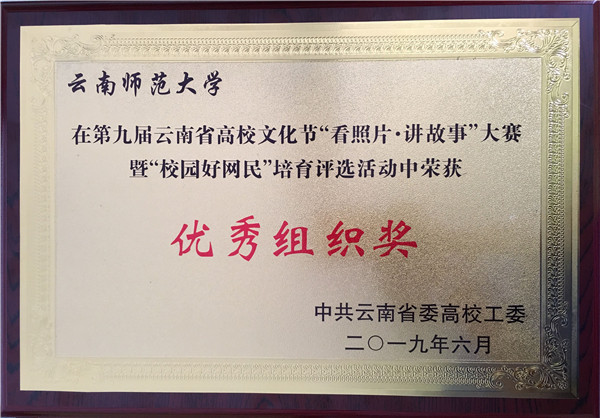 云南师范大学
在第九届云南省高校文化节“看照片·讲故事”大赛
暨“校园好网民”培育评选活动中荣获
优秀组织奖
中共云南省委高校工委
二〇一九年六月